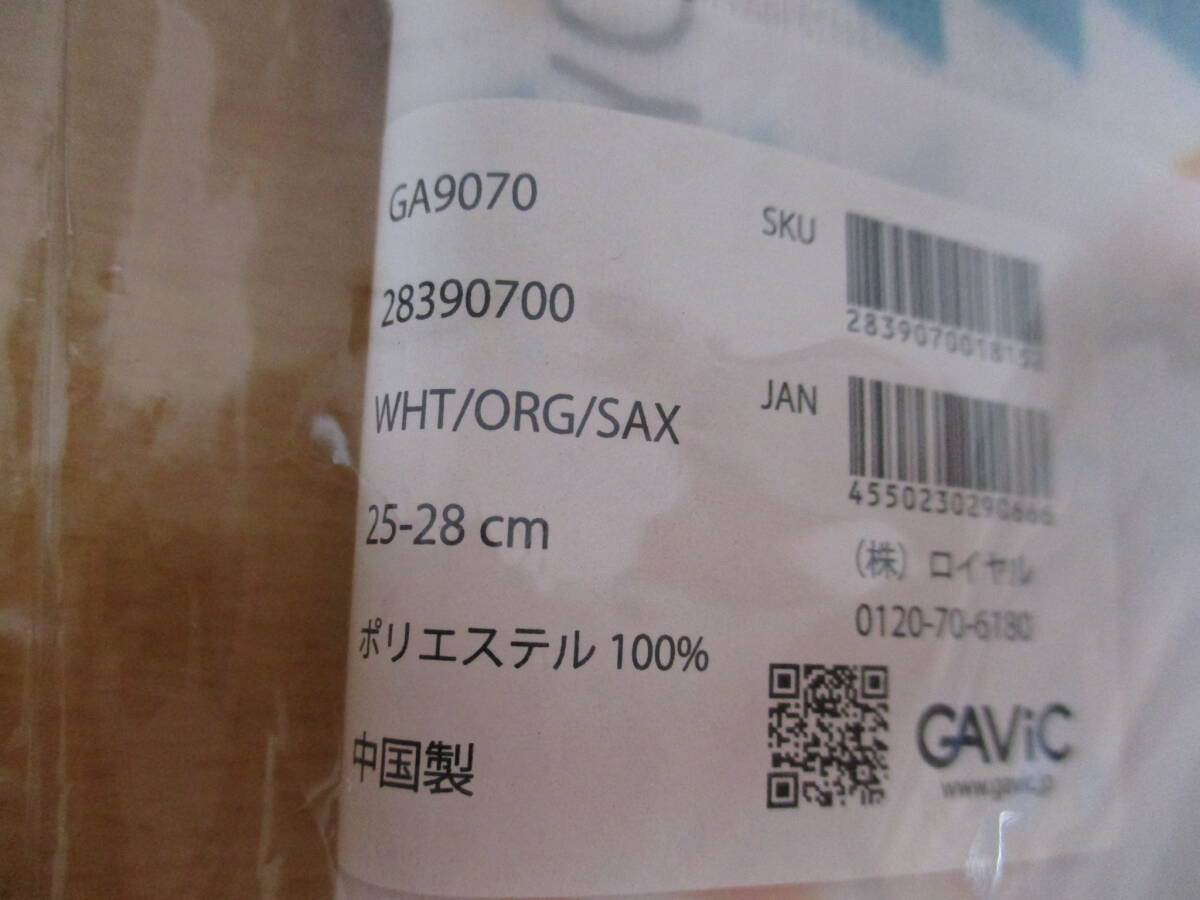 GA9070
28390700
WHT/ORG/SAX
25-28 cm
ポリエステル 100%
中国製
SKU
JAN
4550230290666
(株) ロイヤル
0120-70-6180
GAViC
www.gavic.jp